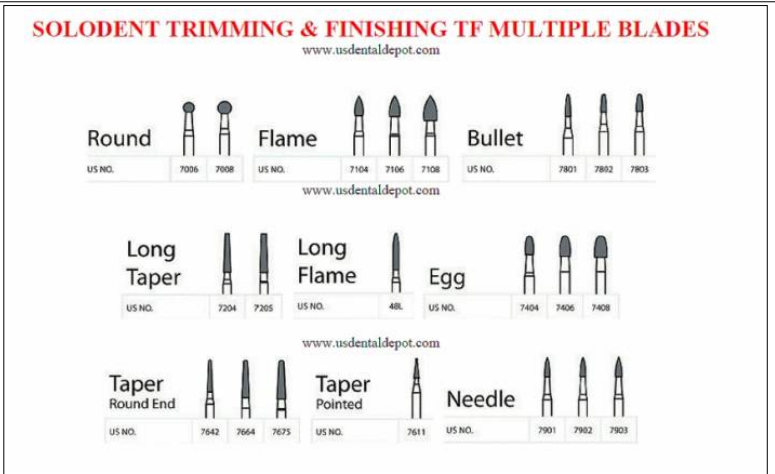 SOLODENT TRIMMING & FINISHING TF MULTIPLE BLADES
www.usdentaldepot.com
Round
US NO. 7006 7008
Flame
US NO. 7104 7106 7108
Bullet
US NO. 7801 7802 7803
www.usdentaldepot.com
Long
Taper
US NO. 7204 7205
Long
Flame
US NO. 48L
Egg
US NO. 7404 7406 7408
www.usdentaldepot.com
Taper
Round End
US NO. 7642 7664 7675
Taper
Pointed
US NO. 7611
Needle
US NO. 7901 7902 7903